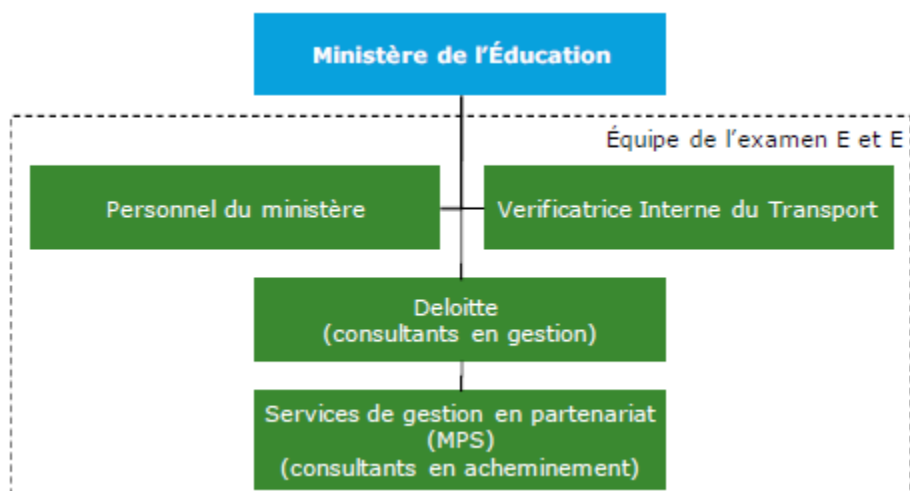 Ministère de l'Éducation
Équipe de l'examen E et E
Personnel du ministère
Verificatrice Interne du Transport
Deloitte
(consultants en gestion)
Services de gestion en partenariat
(MPS)
(consultants en acheminement)